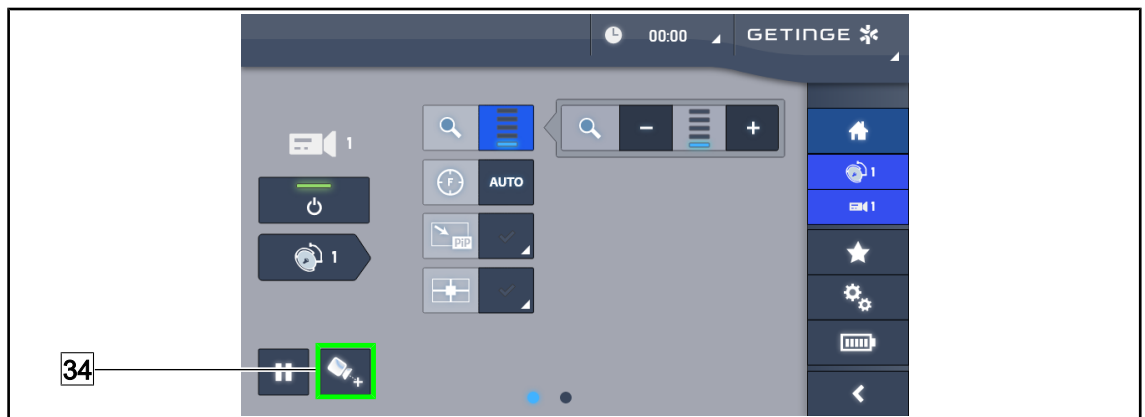 00:00
GETINGE
1
1
- +
F AUTO
PiP
1
1
34
+